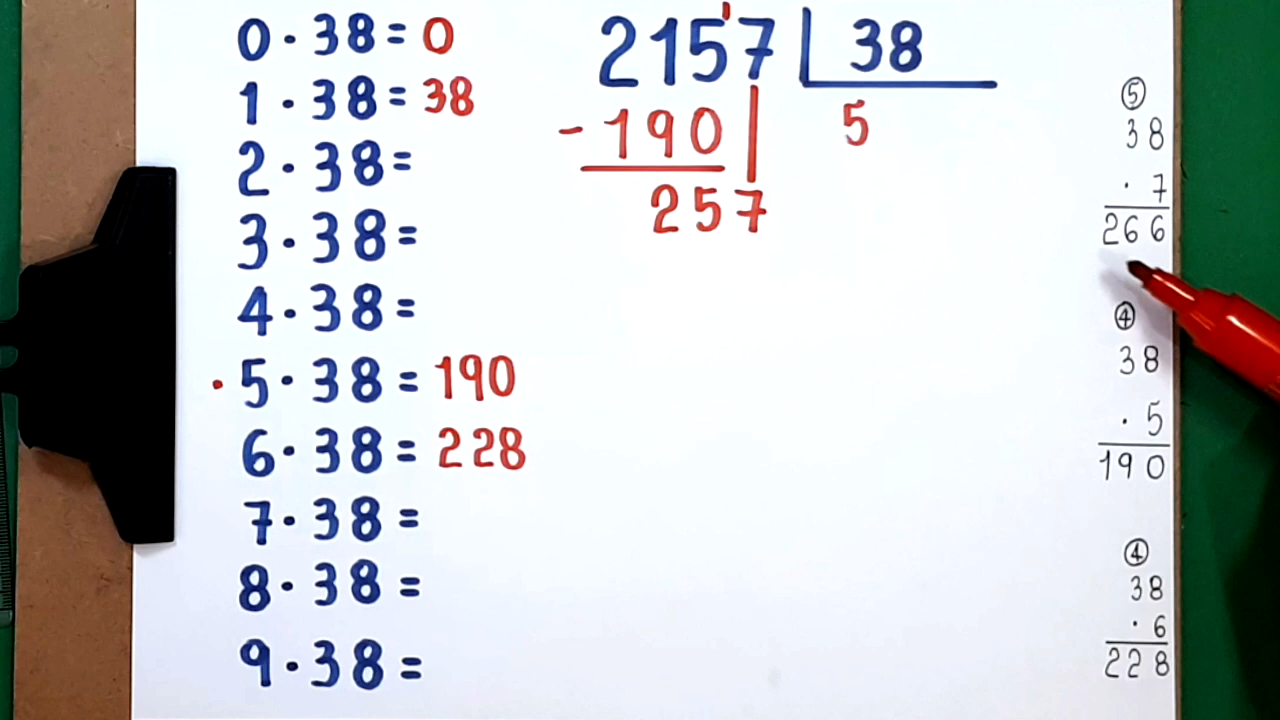 0 · 38 = 0
1 · 38 = 38
2 · 38 =
3 · 38 =
4 · 38 =
· 5 · 38 = 190
6 · 38 = 228
7 · 38 =
8 · 38 =
9 · 38 =
2157 38
- 190 5
257
5
38
· 7
266
4
38
· 5
190
4
38
· 6
228